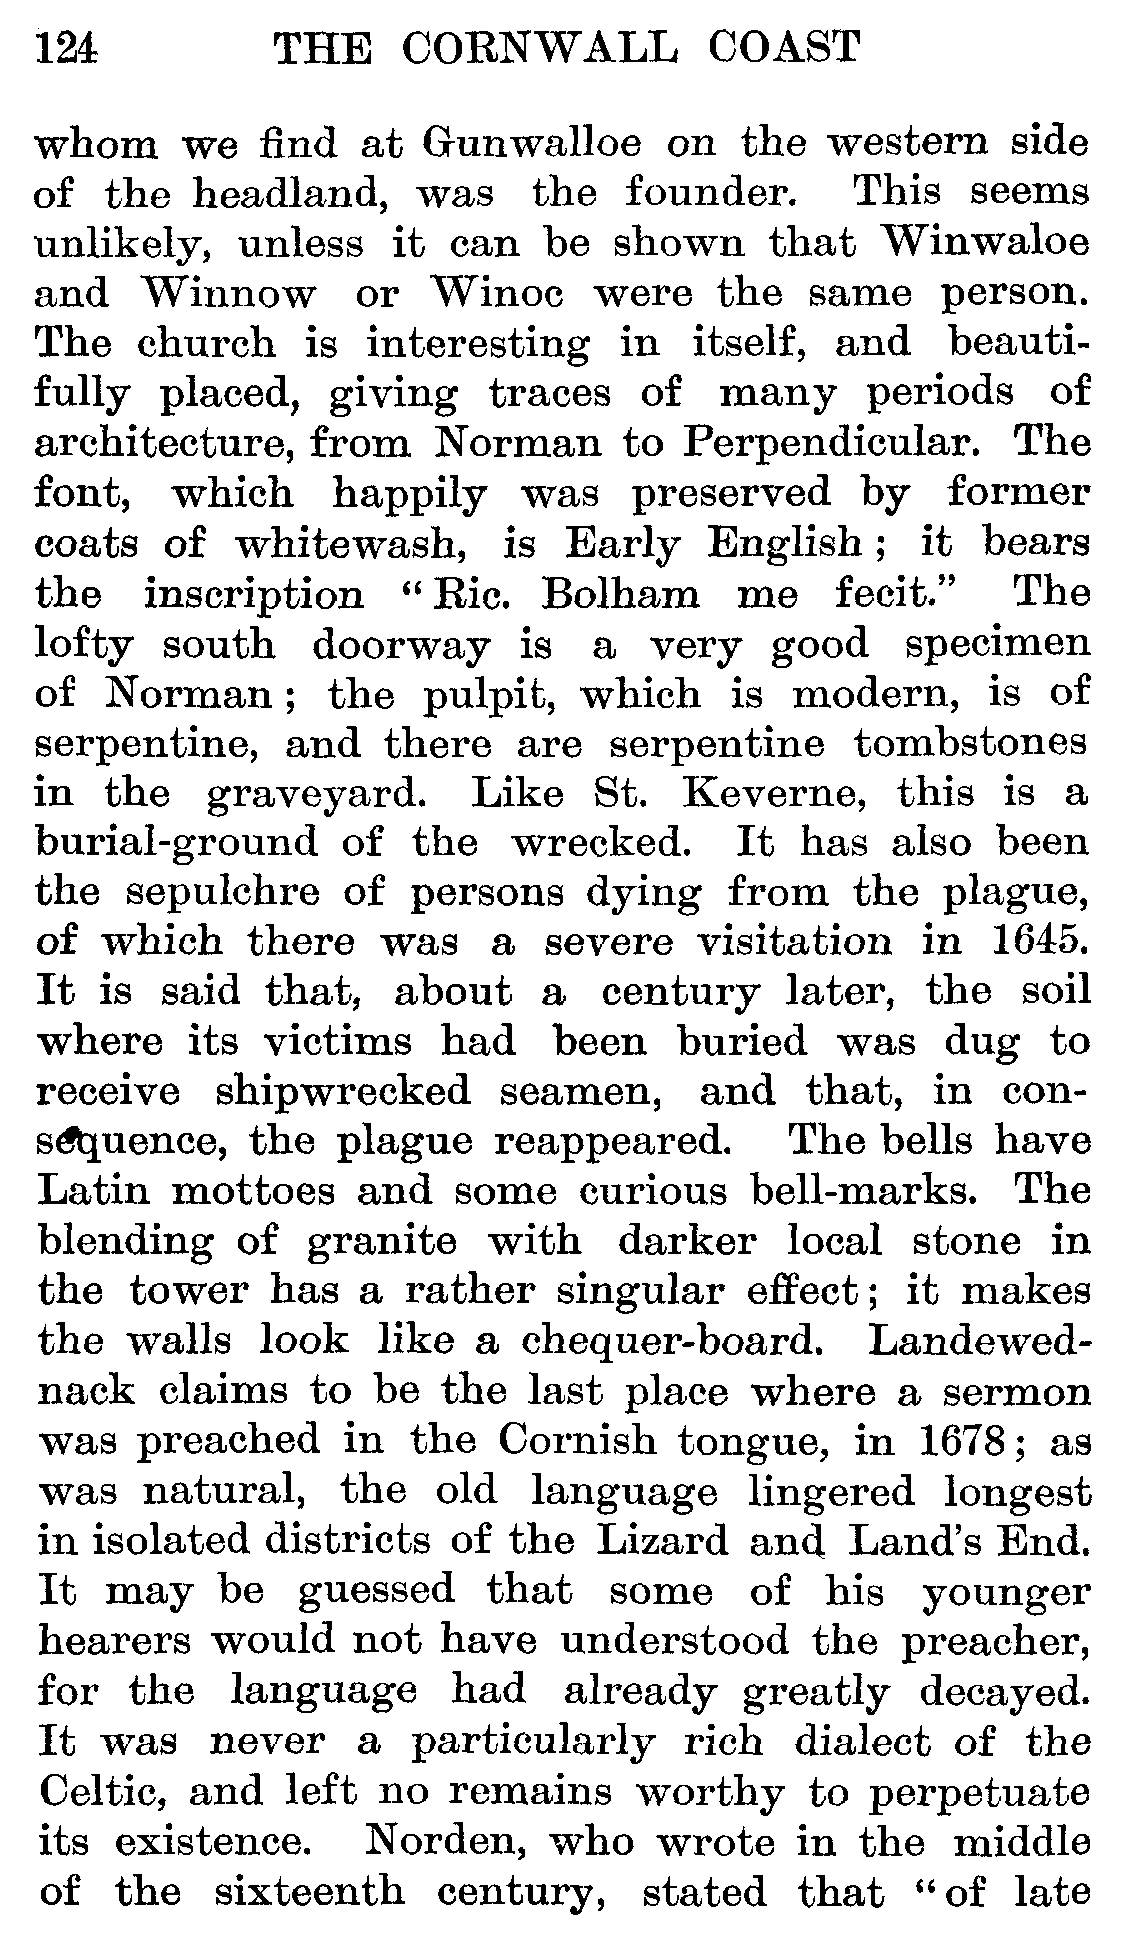 124 THE CORNWALL COAST
whom we find at Gunwalloe on the western side
of the headland, was the founder. This seems
unlikely, unless it can be shown that Winwaloe
and Winnow or Winoc were the same person.
The church is interesting in itself, and beauti-
fully placed, giving traces of many periods of
architecture, from Norman to Perpendicular. The
font, which happily was preserved by former
coats of whitewash, is Early English ; it bears
the inscription “ Ric. Bolham me fecit.” The
lofty south doorway is a very good specimen
of Norman ; the pulpit, which is modern, is of
serpentine, and there are serpentine tombstones
in the graveyard. Like St. Keverne, this is a
burial-ground of the wrecked. It has also been
the sepulchre of persons dying from the plague,
of which there was a severe visitation in 1645.
It is said that, about a century later, the soil
where its victims had been buried was dug to
receive shipwrecked seamen, and that, in con-
sequence, the plague reappeared. The bells have
Latin mottoes and some curious bell-marks. The
blending of granite with darker local stone in
the tower has a rather singular effect ; it makes
the walls look like a chequer-board. Landewed-
nack claims to be the last place where a sermon
was preached in the Cornish tongue, in 1678 ; as
was natural, the old language lingered longest
in isolated districts of the Lizard and Land’s End.
It may be guessed that some of his younger
hearers would not have understood the preacher,
for the language had already greatly decayed.
It was never a particularly rich dialect of the
Celtic, and left no remains worthy to perpetuate
its existence. Norden, who wrote in the middle
of the sixteenth century, stated that “ of late